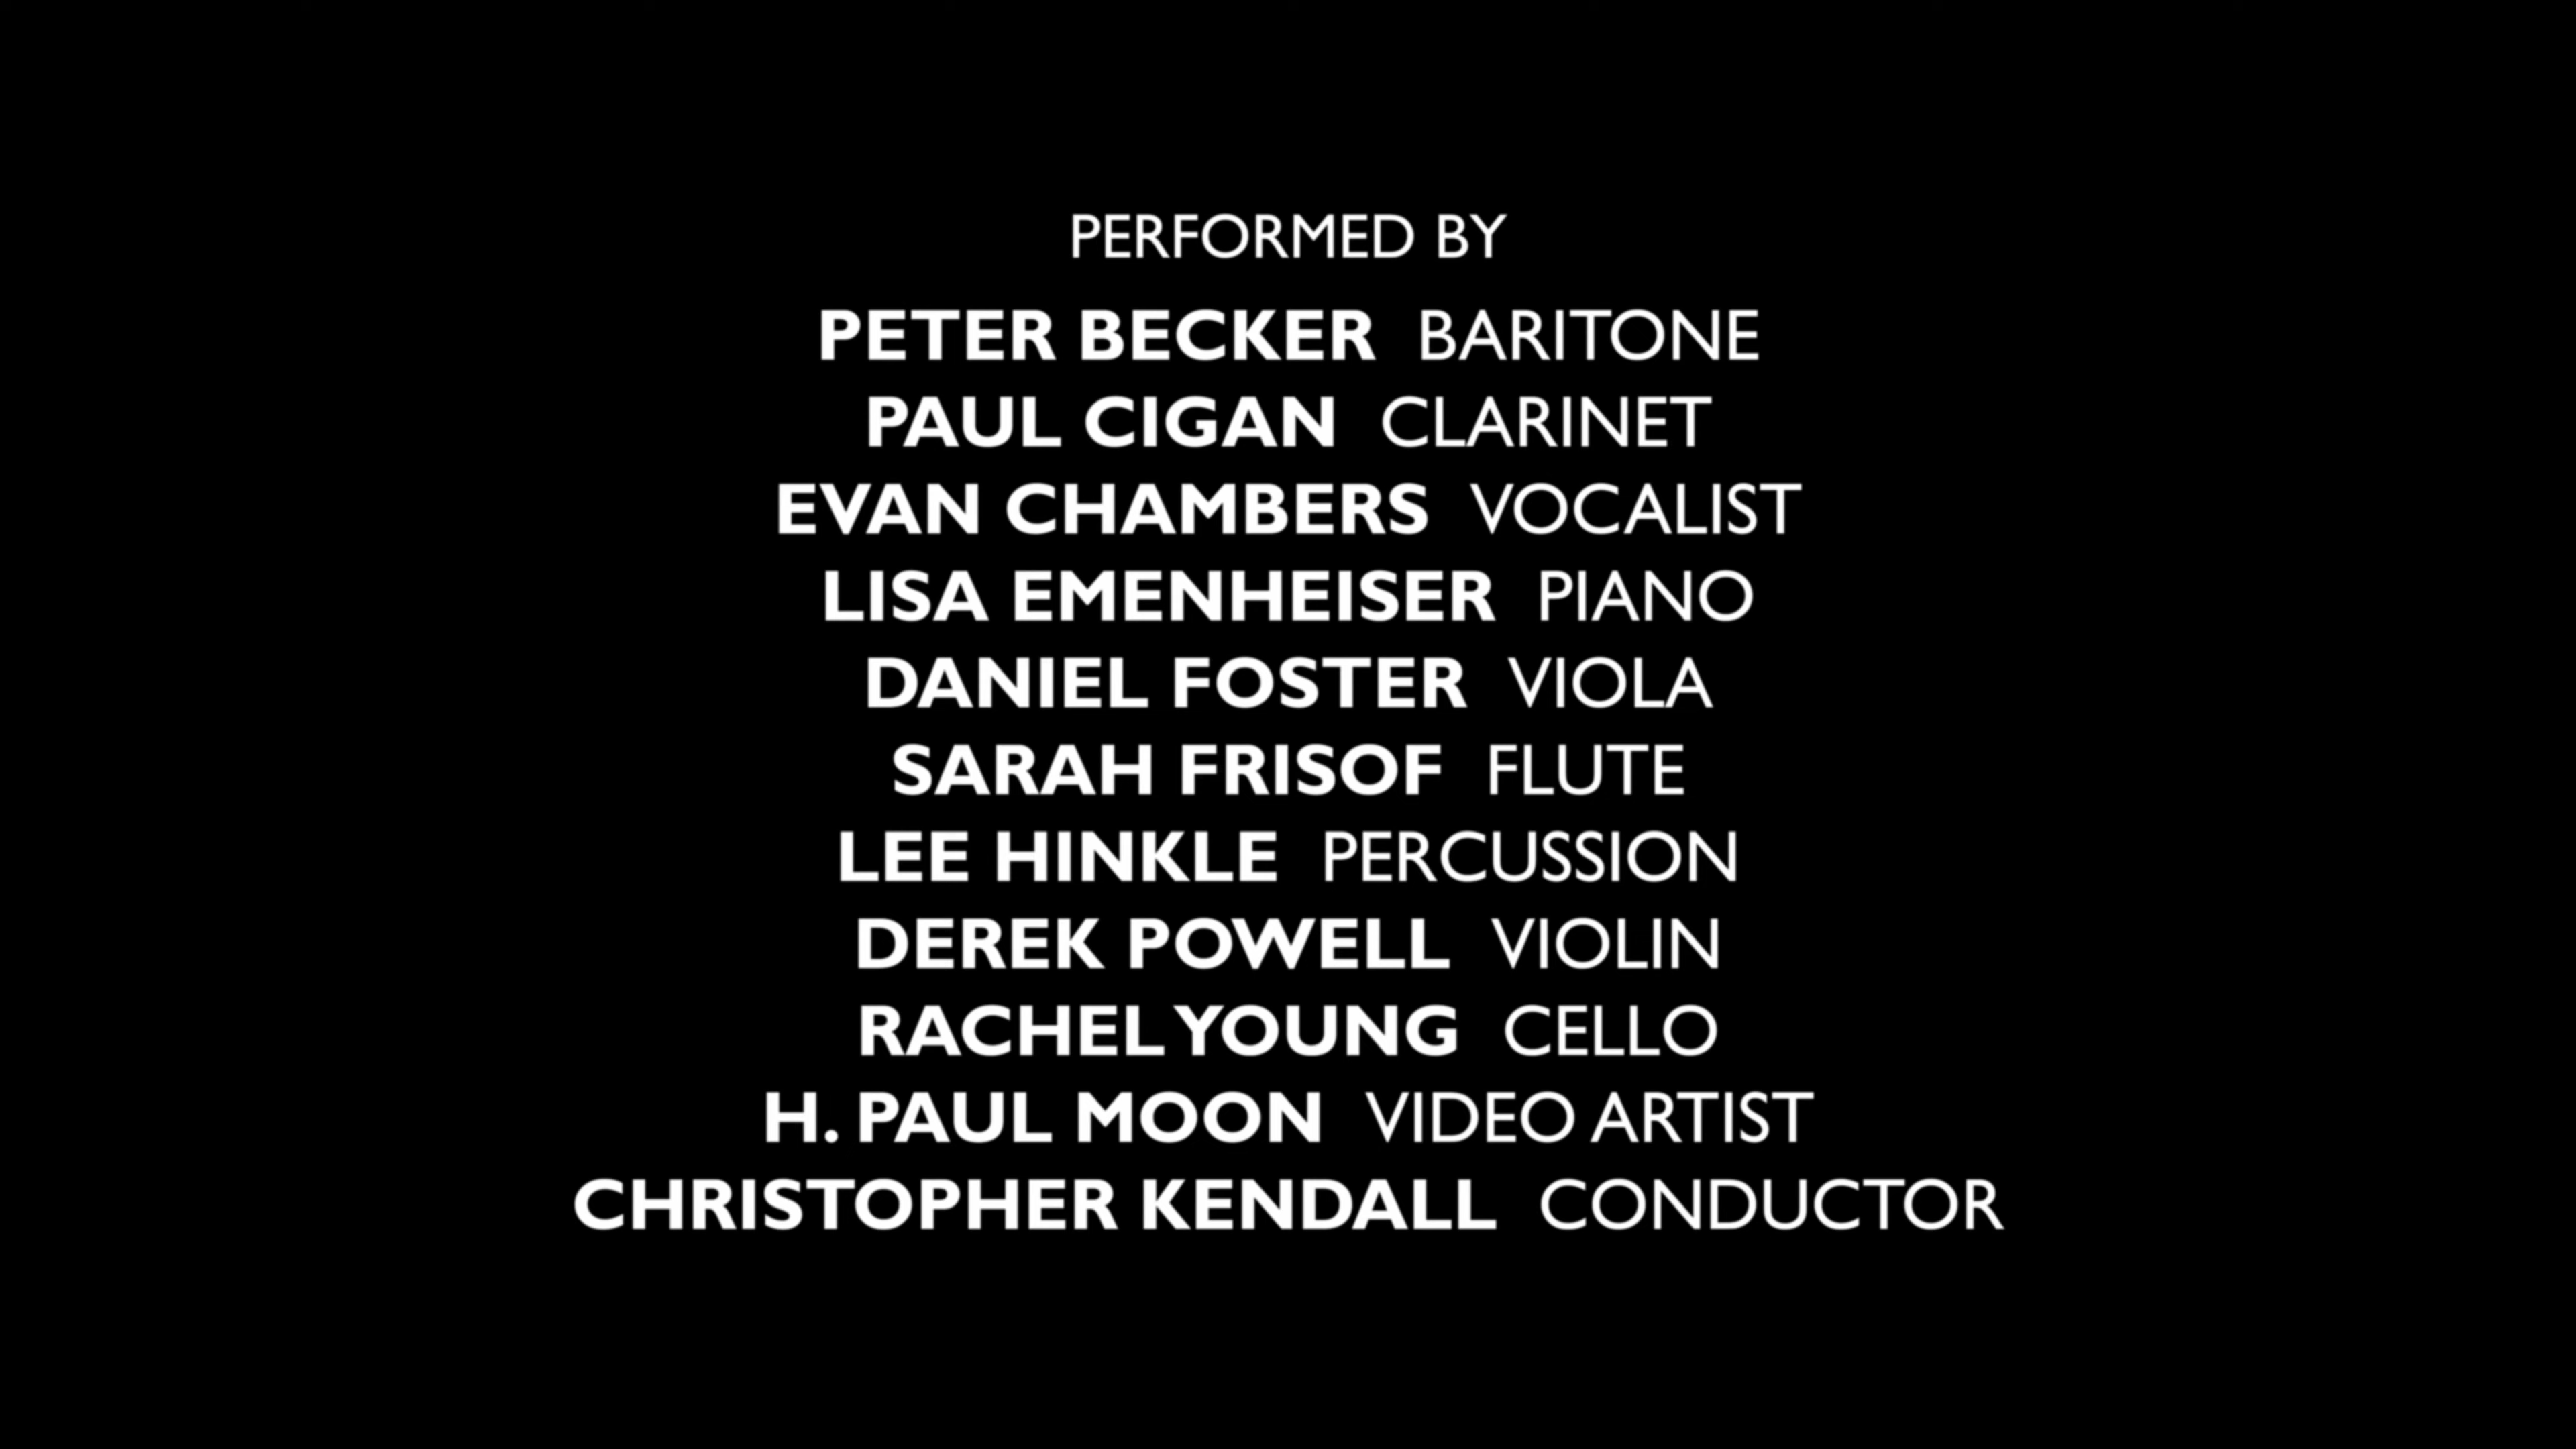 PERFORMED BY
PETER BECKER BARITONE
PAUL CIGAN CLARINET
EVAN CHAMBERS VOCALIST
LISA EMENHEISER PIANO
DANIEL FOSTER VIOLA
SARAH FRISOF FLUTE
LEE HINKLE PERCUSSION
DEREK POWELL VIOLIN
RACHEL YOUNG CELLO
H. PAUL MOON VIDEO ARTIST
CHRISTOPHER KENDALL CONDUCTOR